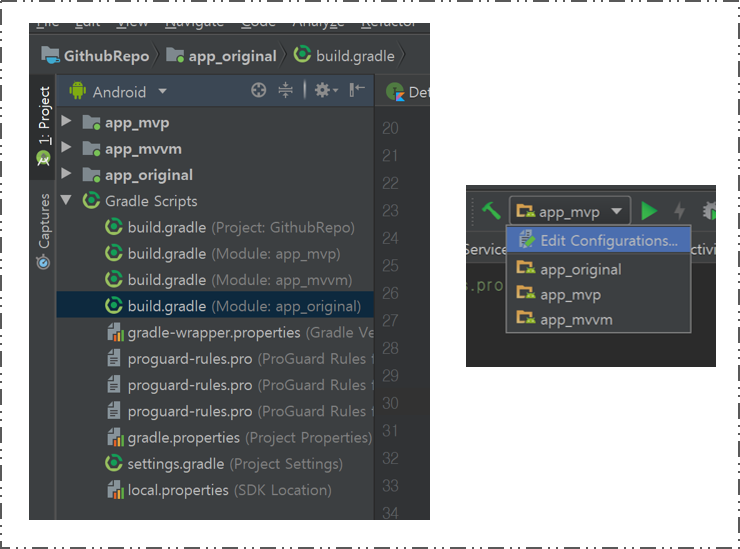 File Edit View Navigate Code Analyze Refactor
GithubRepo app_original build.gradle
1: Project
Captures
Android
De
app_mvp
app_mvvm
app_original
Gradle Scripts
build.gradle (Project: GithubRepo)
build.gradle (Module: app_mvp)
build.gradle (Module: app_mvvm)
build.gradle (Module: app_original)
gradle-wrapper.properties (Gradle Ve
proguard-rules.pro (ProGuard Rules f
proguard-rules.pro (ProGuard Rules f
proguard-rules.pro (ProGuard Rules f
gradle.properties (Project Properties)
settings.gradle (Project Settings)
local.properties (SDK Location)
20
21
22
23
24
25
26
27
28
29
30
31
32
33
34
app_mvp
Service
Edit Configurations...
ctivi
s.pro
app_original
app_mvp
app_mvvm